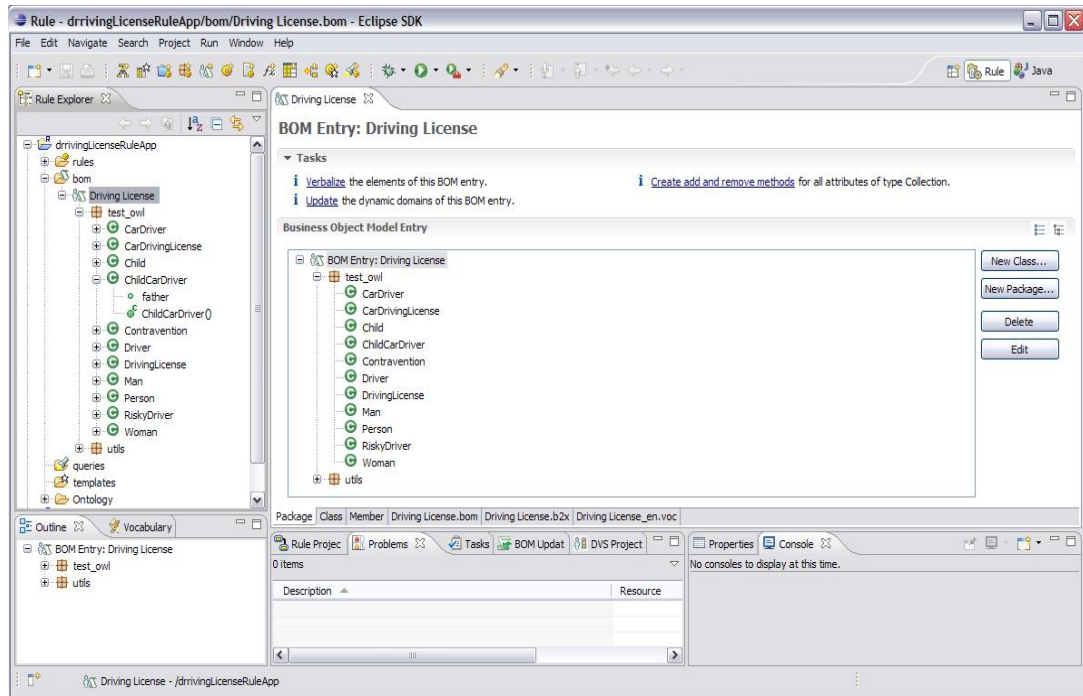 Rule - drrivingLicenseRuleApp/bom/Driving License.bom - Eclipse SDK
File Edit Navigate Search Project Run Window Help
Rule Java
Rule Explorer
drrivingLicenseRuleApp
rules
bom
Driving License
test_owl
CarDriver
CarDrivingLicense
Child
ChildCarDriver
father
ChildCarDriver()
Contravention
Driver
DrivingLicense
Man
Person
RiskyDriver
Woman
utils
queries
templates
Ontology
Outline Vocabulary
BOM Entry: Driving License
test_owl
utils
Driving License
BOM Entry: Driving License
Tasks
Verbalize the elements of this BOM entry.
Create add and remove methods for all attributes of type Collection.
Update the dynamic domains of this BOM entry.
Business Object Model Entry
BOM Entry: Driving License
test_owl
CarDriver
CarDrivingLicense
Child
ChildCarDriver
Contravention
Driver
DrivingLicense
Man
Person
RiskyDriver
Woman
utils
New Class...
New Package...
Delete
Edit
Package Class Member Driving License.bom Driving License.b2x Driving License_en.voc
Rule Projec Problems Tasks BOM Updat DVS Project
0 items
Description Resource
Properties Console
No consoles to display at this time.
Driving License - /drrivingLicenseRuleApp